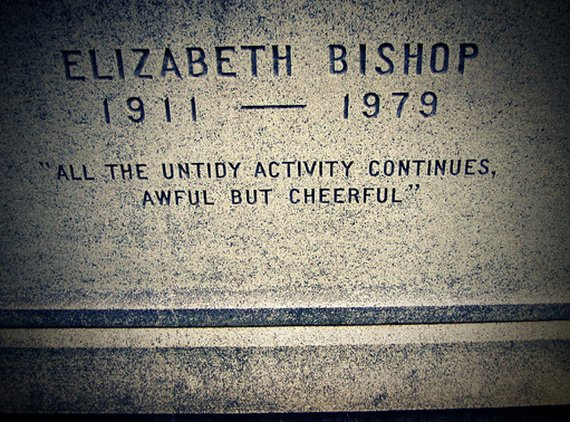 ELIZABETH BISHOP
1911 — 1979
"ALL THE UNTIDY ACTIVITY CONTINUES,
AWFUL BUT CHEERFUL"